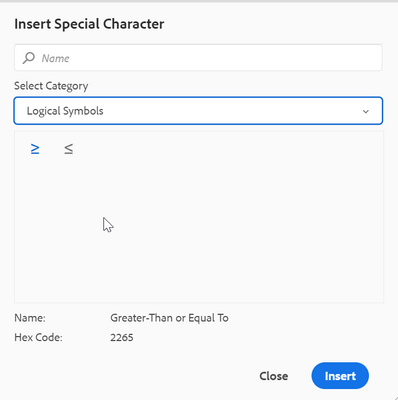 Insert Special Character
Name
Select Category
Logical Symbols
≥ ≤
Name: Greater-Than or Equal To
Hex Code: 2265
Close Insert